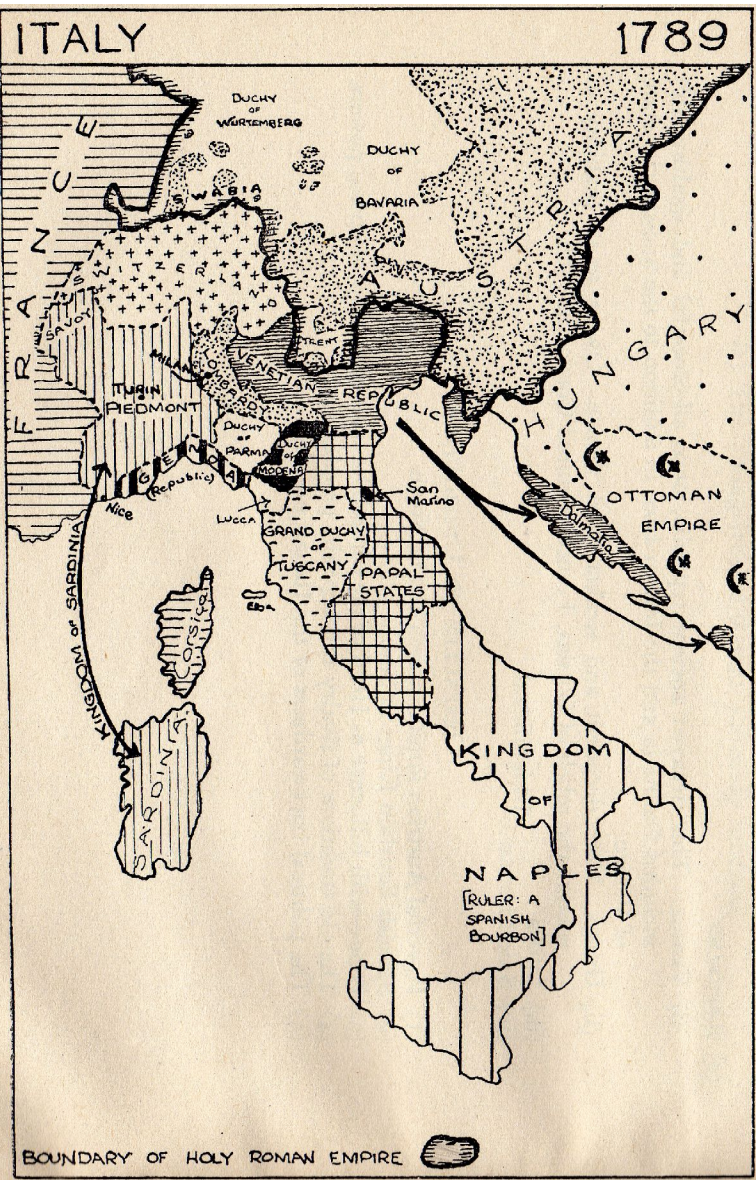 ITALY 1789
DUCHY
OF
WURTEMBERG
DUCHY
OF
BAVARIA
SWABIA
FRANCE
SWITZERLAND
AUSTRIA
HUNGARY
SAVOY
TRENT
MILAN
LOMBARDY
VENETIAN REPUBLIC
TURIN
PIEDMONT
DUCHY
OF
PARMA
DUCHY
OF
MODENA
GENOA
(Republic)
Nice
LUCCA
San
Marino
OTTOMAN
EMPIRE
Dalmatia
GRAND DUCHY
OF
TUSCANY
PAPAL
STATES
Elba
Corsica
KINGDOM OF SARDINIA
SARDINIA
KINGDOM
OF
NAPLES
[RULER: A
SPANISH
BOURBON]
BOUNDARY OF HOLY ROMAN EMPIRE